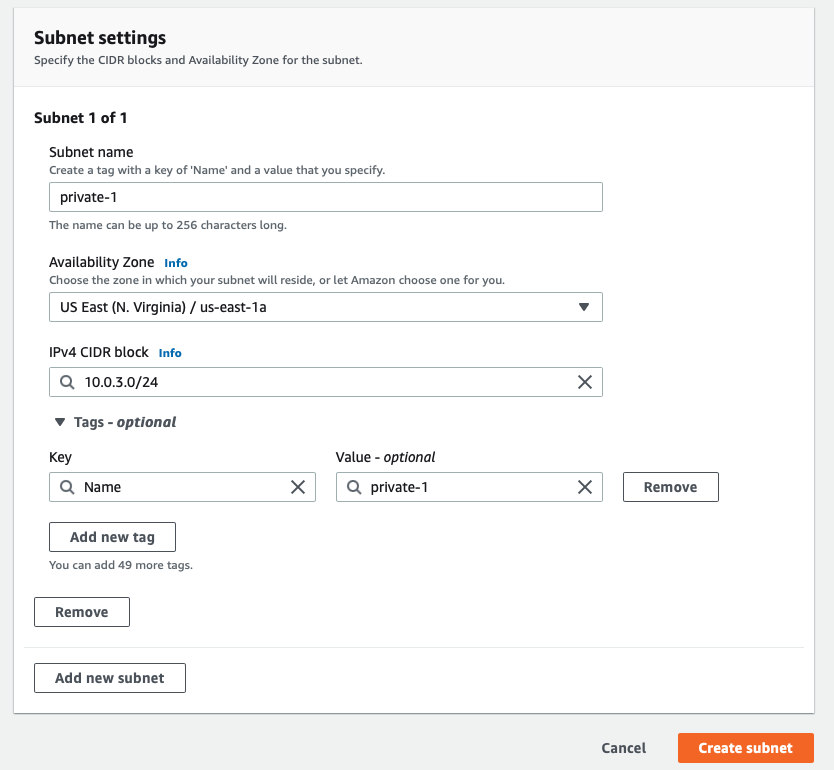 Subnet settings
Specify the CIDR blocks and Availability Zone for the subnet.
Subnet 1 of 1
Subnet name
Create a tag with a key of 'Name' and a value that you specify.
private-1
The name can be up to 256 characters long.
Availability Zone Info
Choose the zone in which your subnet will reside, or let Amazon choose one for you.
US East (N. Virginia) / us-east-1a
IPv4 CIDR block Info
10.0.3.0/24
Tags - optional
Key Value - optional
Name private-1 Remove
Add new tag
You can add 49 more tags.
Remove
Add new subnet
Cancel Create subnet